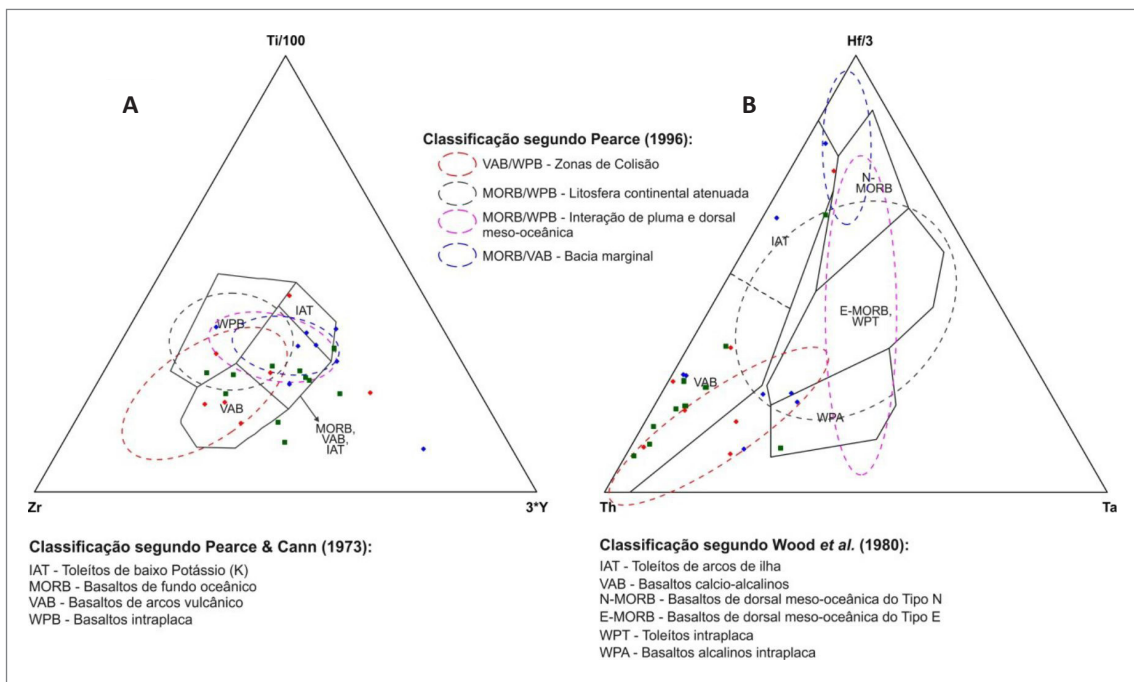 Ti/100
A
WPB
IAT
VAB
MORB,
VAB,
IAT
Zr
3*Y
Classificação segundo Pearce (1996):
VAB/WPB - Zonas de Colisão
MORB/WPB - Litosfera continental atenuada
MORB/WPB - Interação de pluma e dorsal
meso-oceânica
MORB/VAB - Bacia marginal
Hf/3
B
N-
MORB
IAT
E-MORB,
WPT
VAB
WPA
Th
Ta
Classificação segundo Pearce & Cann (1973):
IAT - Toleítos de baixo Potássio (K)
MORB - Basaltos de fundo oceânico
VAB - Basaltos de arcos vulcânico
WPB - Basaltos intraplaca
Classificação segundo Wood et al. (1980):
IAT - Toleítos de arcos de ilha
VAB - Basaltos calcio-alcalinos
N-MORB - Basaltos de dorsal meso-oceânica do Tipo N
E-MORB - Basaltos de dorsal meso-oceânica do Tipo E
WPT - Toleítos intraplaca
WPA - Basaltos alcalinos intraplaca